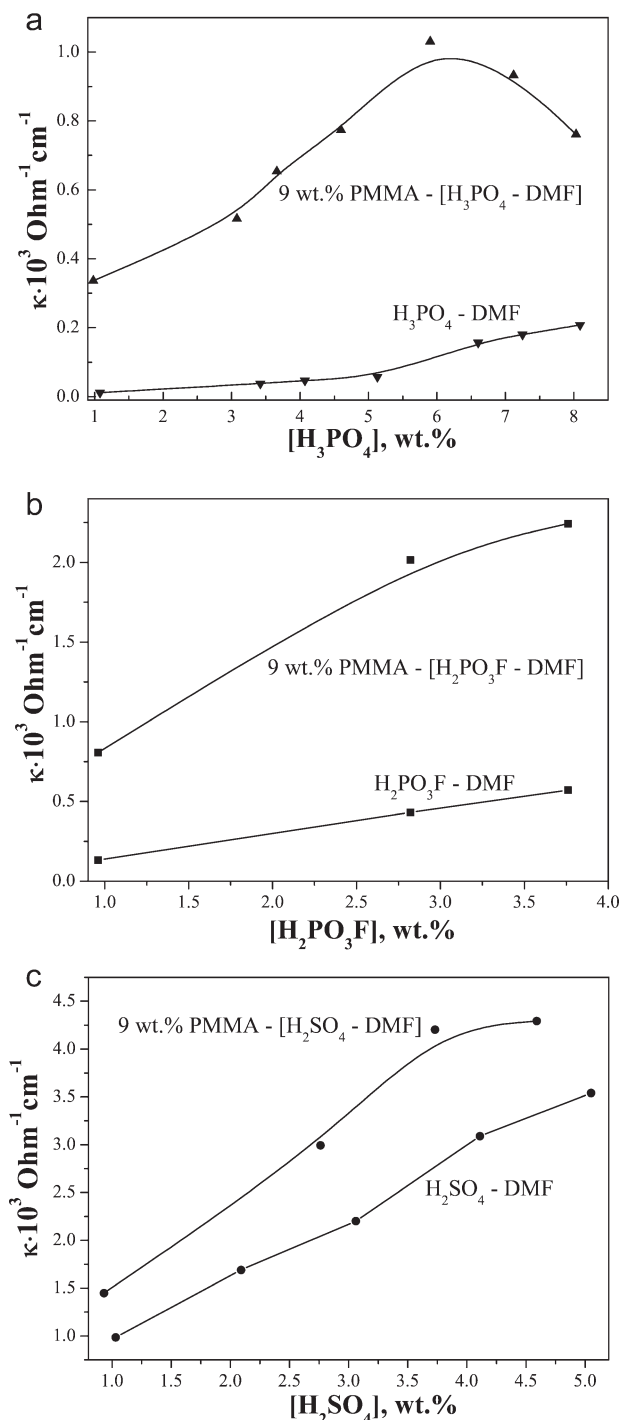 a
1.0
0.8
0.6
0.4
0.2
0.0
κ·10³ Ohm⁻¹cm⁻¹
9 wt.% PMMA - [H₃PO₄ - DMF]
H₃PO₄ - DMF
1 2 3 4 5 6 7 8
[H₃PO₄], wt.%
b
2.0
1.5
1.0
0.5
0.0
κ·10³ Ohm⁻¹cm⁻¹
9 wt.% PMMA - [H₂PO₃F - DMF]
H₂PO₃F - DMF
1.0 1.5 2.0 2.5 3.0 3.5 4.0
[H₂PO₃F], wt.%
c
4.5
4.0
3.5
3.0
2.5
2.0
1.5
1.0
κ·10³ Ohm⁻¹cm⁻¹
9 wt.% PMMA - [H₂SO₄ - DMF]
H₂SO₄ - DMF
1.0 1.5 2.0 2.5 3.0 3.5 4.0 4.5 5.0
[H₂SO₄], wt.%